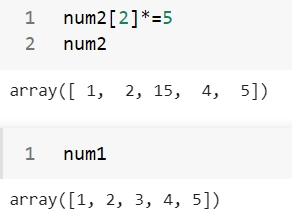 1 num2[2]*=5
2 num2
array([ 1,  2, 15,  4,  5])
1 num1
array([1, 2, 3, 4, 5])